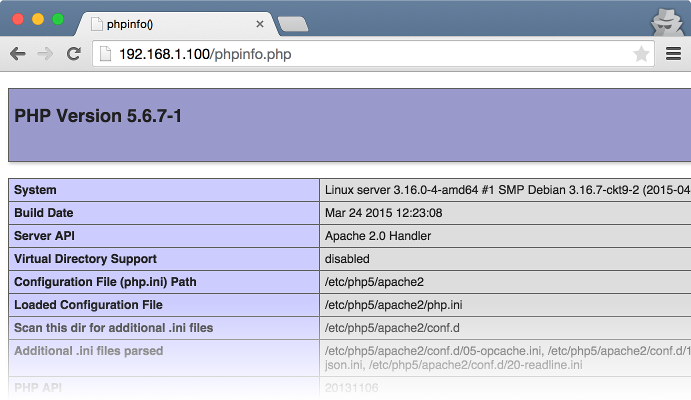 phpinfo()
192.168.1.100/phpinfo.php
PHP Version 5.6.7-1
System Linux server 3.16.0-4-amd64 #1 SMP Debian 3.16.7-ckt9-2 (2015-04
Build Date Mar 24 2015 12:23:08
Server API Apache 2.0 Handler
Virtual Directory Support disabled
Configuration File (php.ini) Path /etc/php5/apache2
Loaded Configuration File /etc/php5/apache2/php.ini
Scan this dir for additional .ini files /etc/php5/apache2/conf.d
Additional .ini files parsed /etc/php5/apache2/conf.d/05-opcache.ini, /etc/php5/apache2/conf.d/1
json.ini, /etc/php5/apache2/conf.d/20-readline.ini
PHP API 20131106